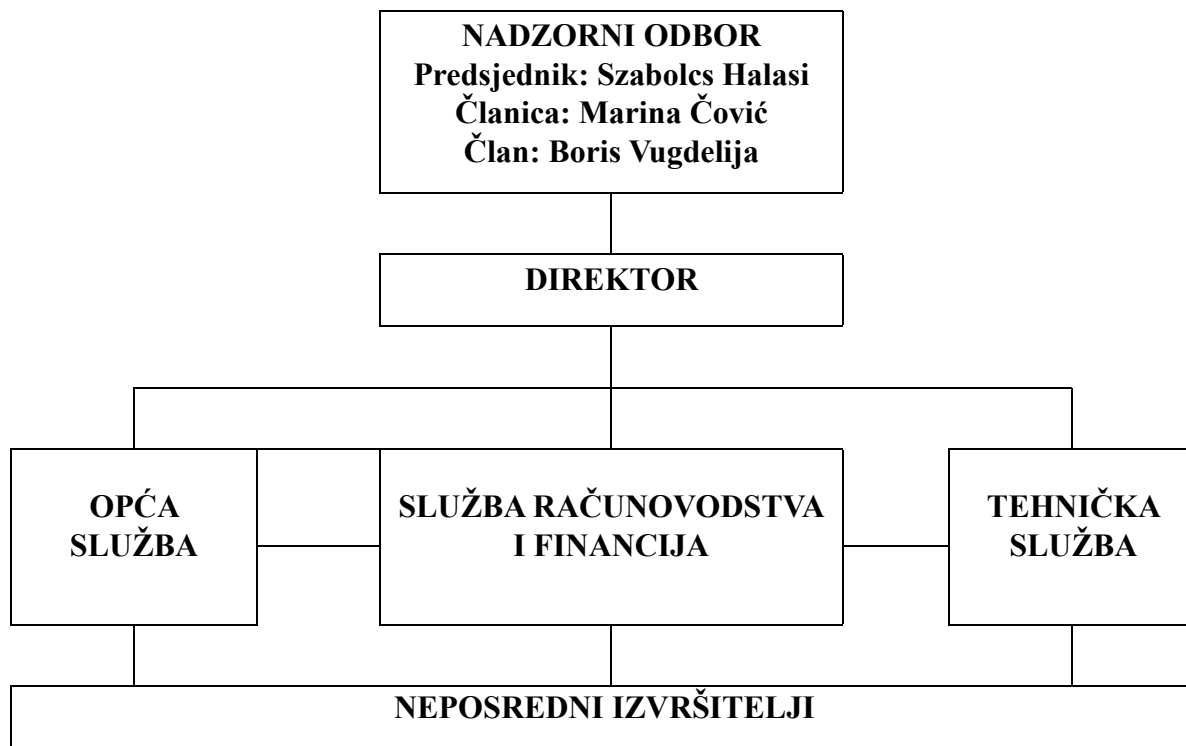 NADZORNI ODBOR
Predsjednik: Szabolcs Halasi
Članica: Marina Čović
Član: Boris Vugdelija
DIREKTOR
OPĆA
SLUŽBA
SLUŽBA RAČUNOVODSTVA
I FINANCIJA
TEHNIČKA
SLUŽBA
NEPOSREDNI IZVRŠITELJI